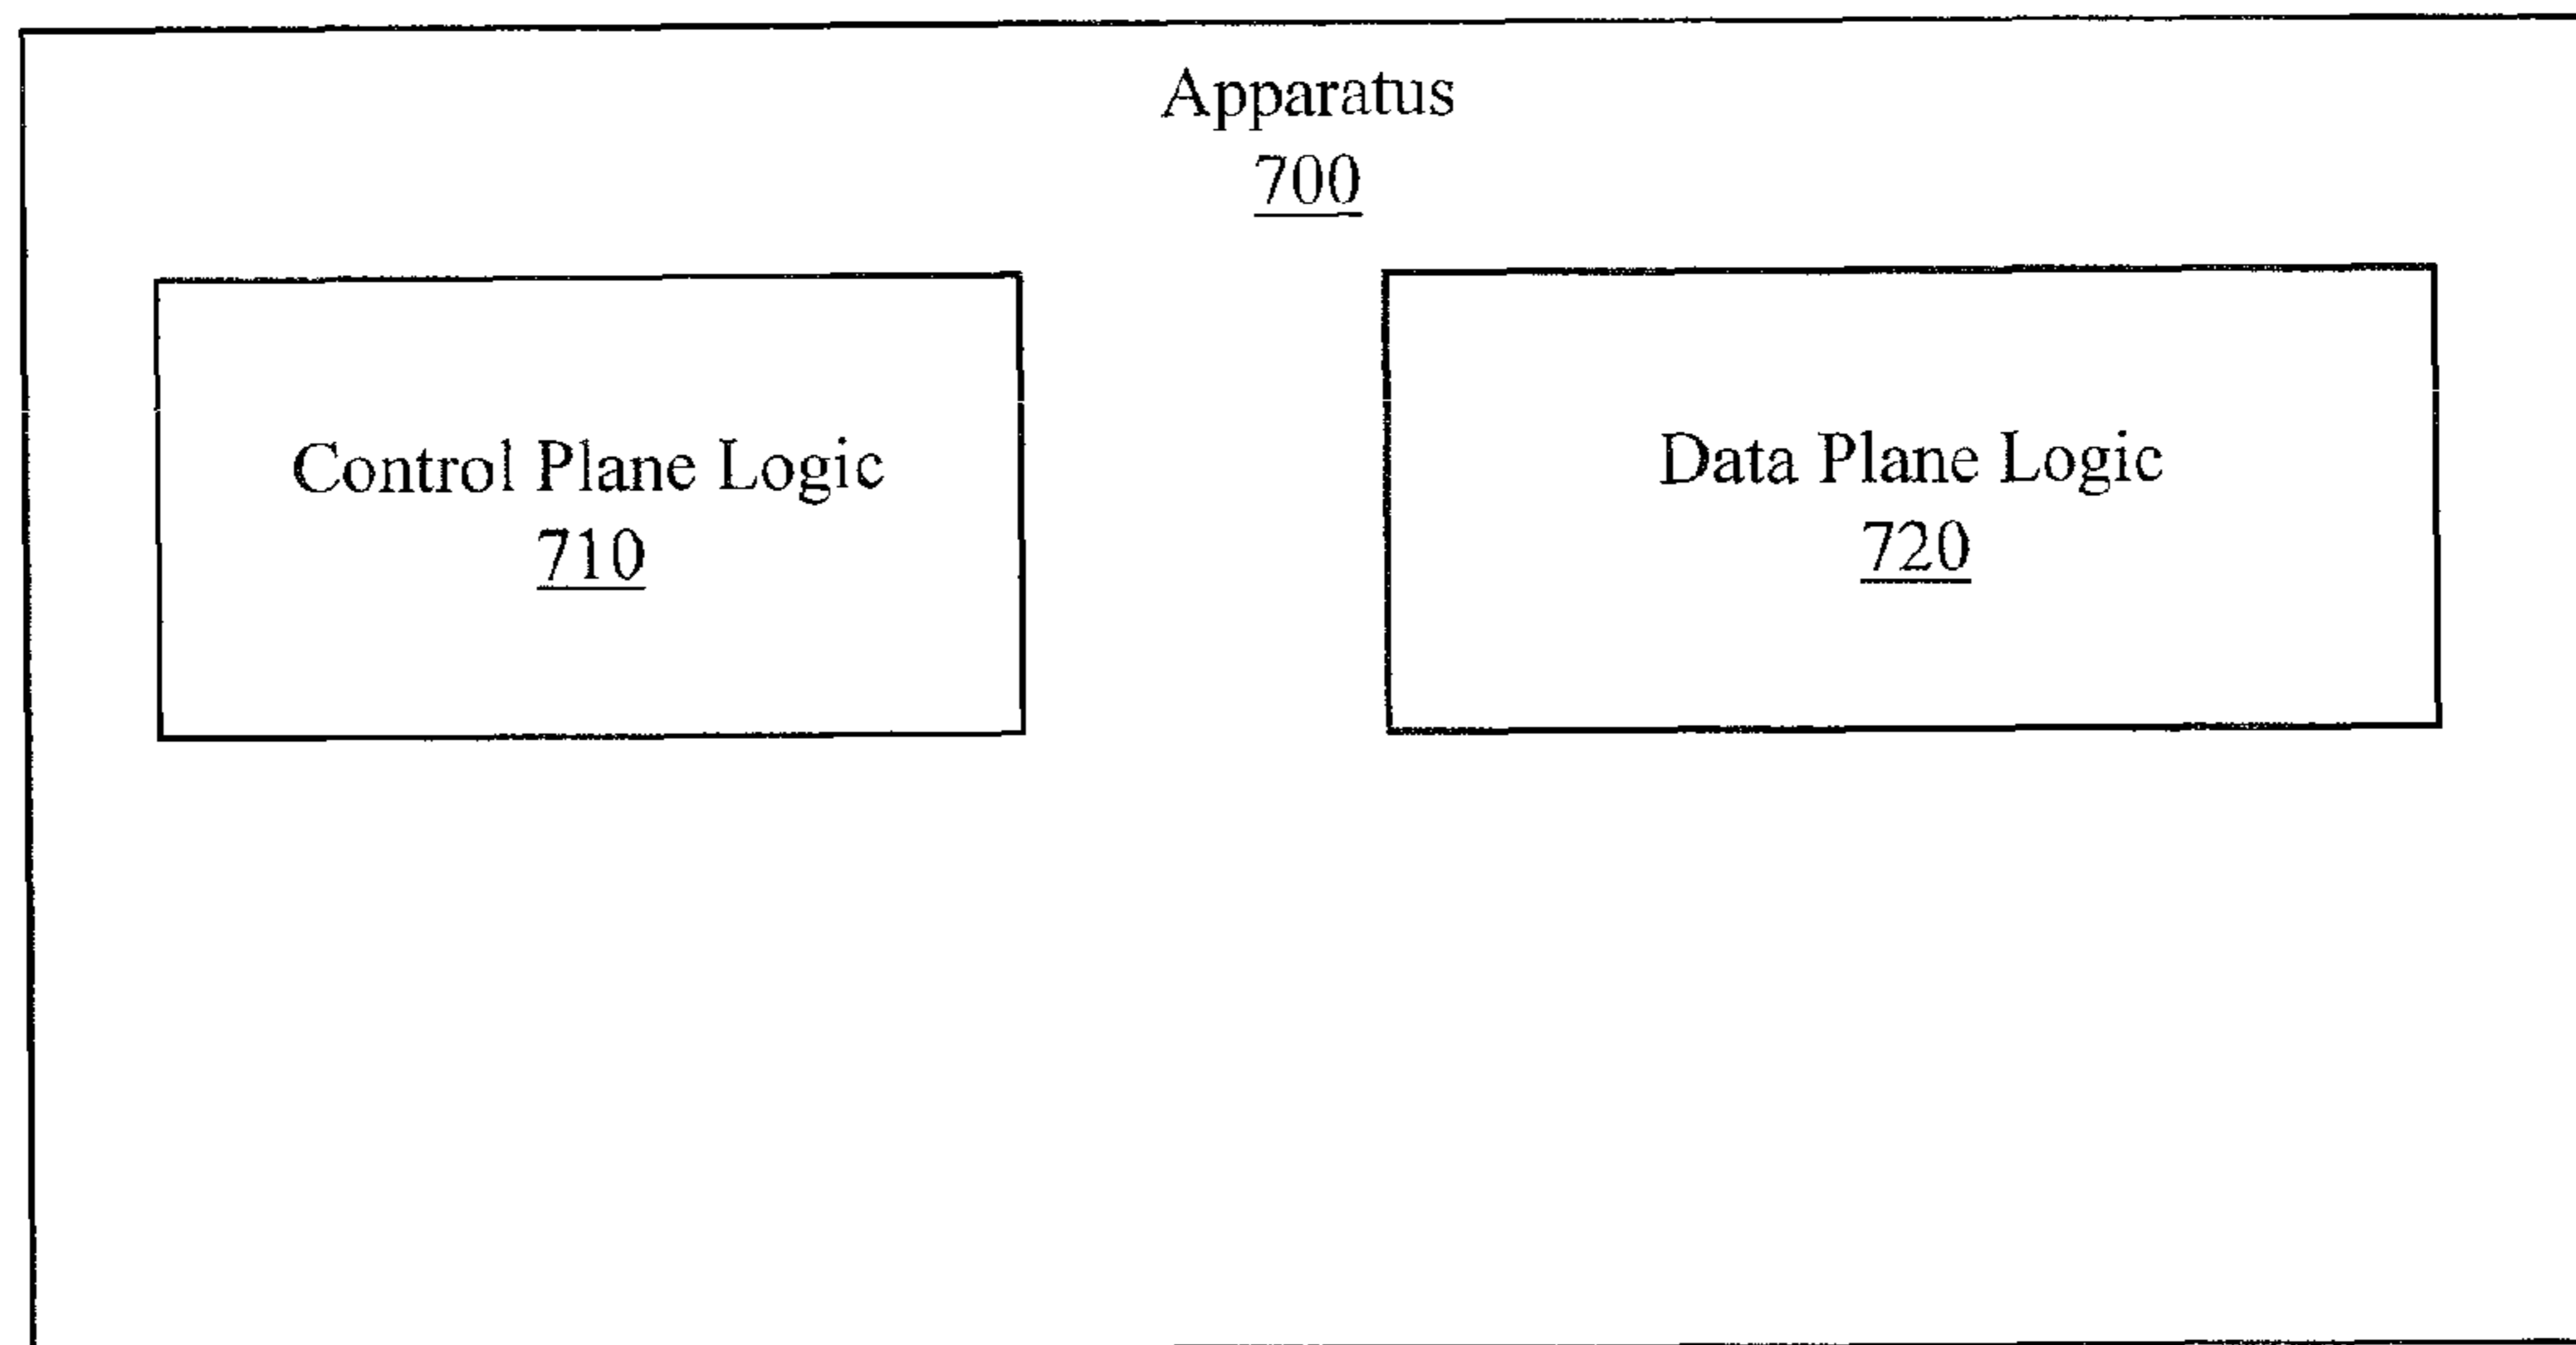 Apparatus
700
Control Plane Logic
710
Data Plane Logic
720